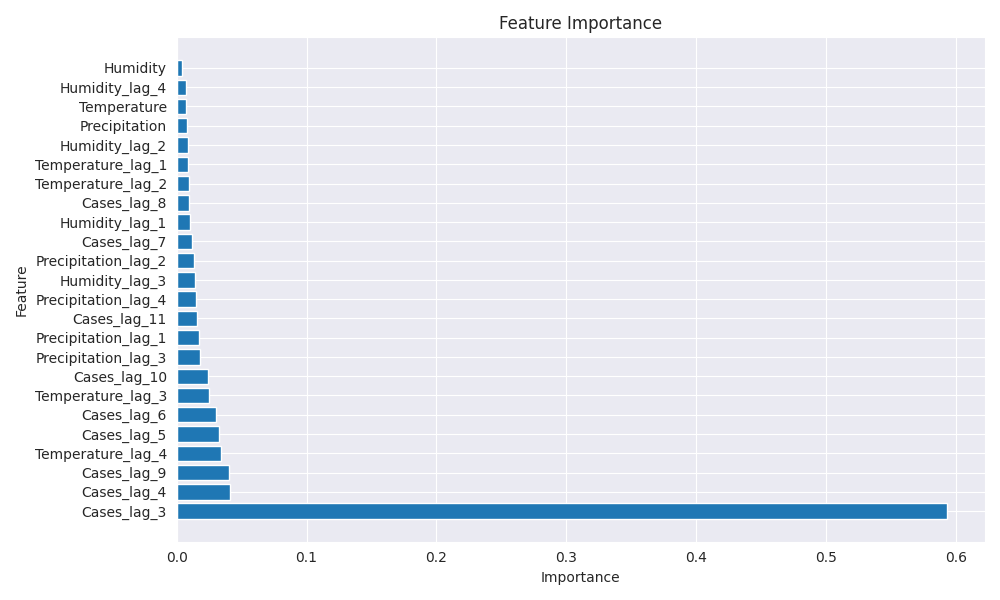 Feature Importance
Humidity
Humidity_lag_4
Temperature
Precipitation
Humidity_lag_2
Temperature_lag_1
Temperature_lag_2
Cases_lag_8
Humidity_lag_1
Cases_lag_7
Precipitation_lag_2
Humidity_lag_3
Precipitation_lag_4
Cases_lag_11
Precipitation_lag_1
Precipitation_lag_3
Cases_lag_10
Temperature_lag_3
Cases_lag_6
Cases_lag_5
Temperature_lag_4
Cases_lag_9
Cases_lag_4
Cases_lag_3
Feature
0.0 0.1 0.2 0.3 0.4 0.5 0.6
Importance